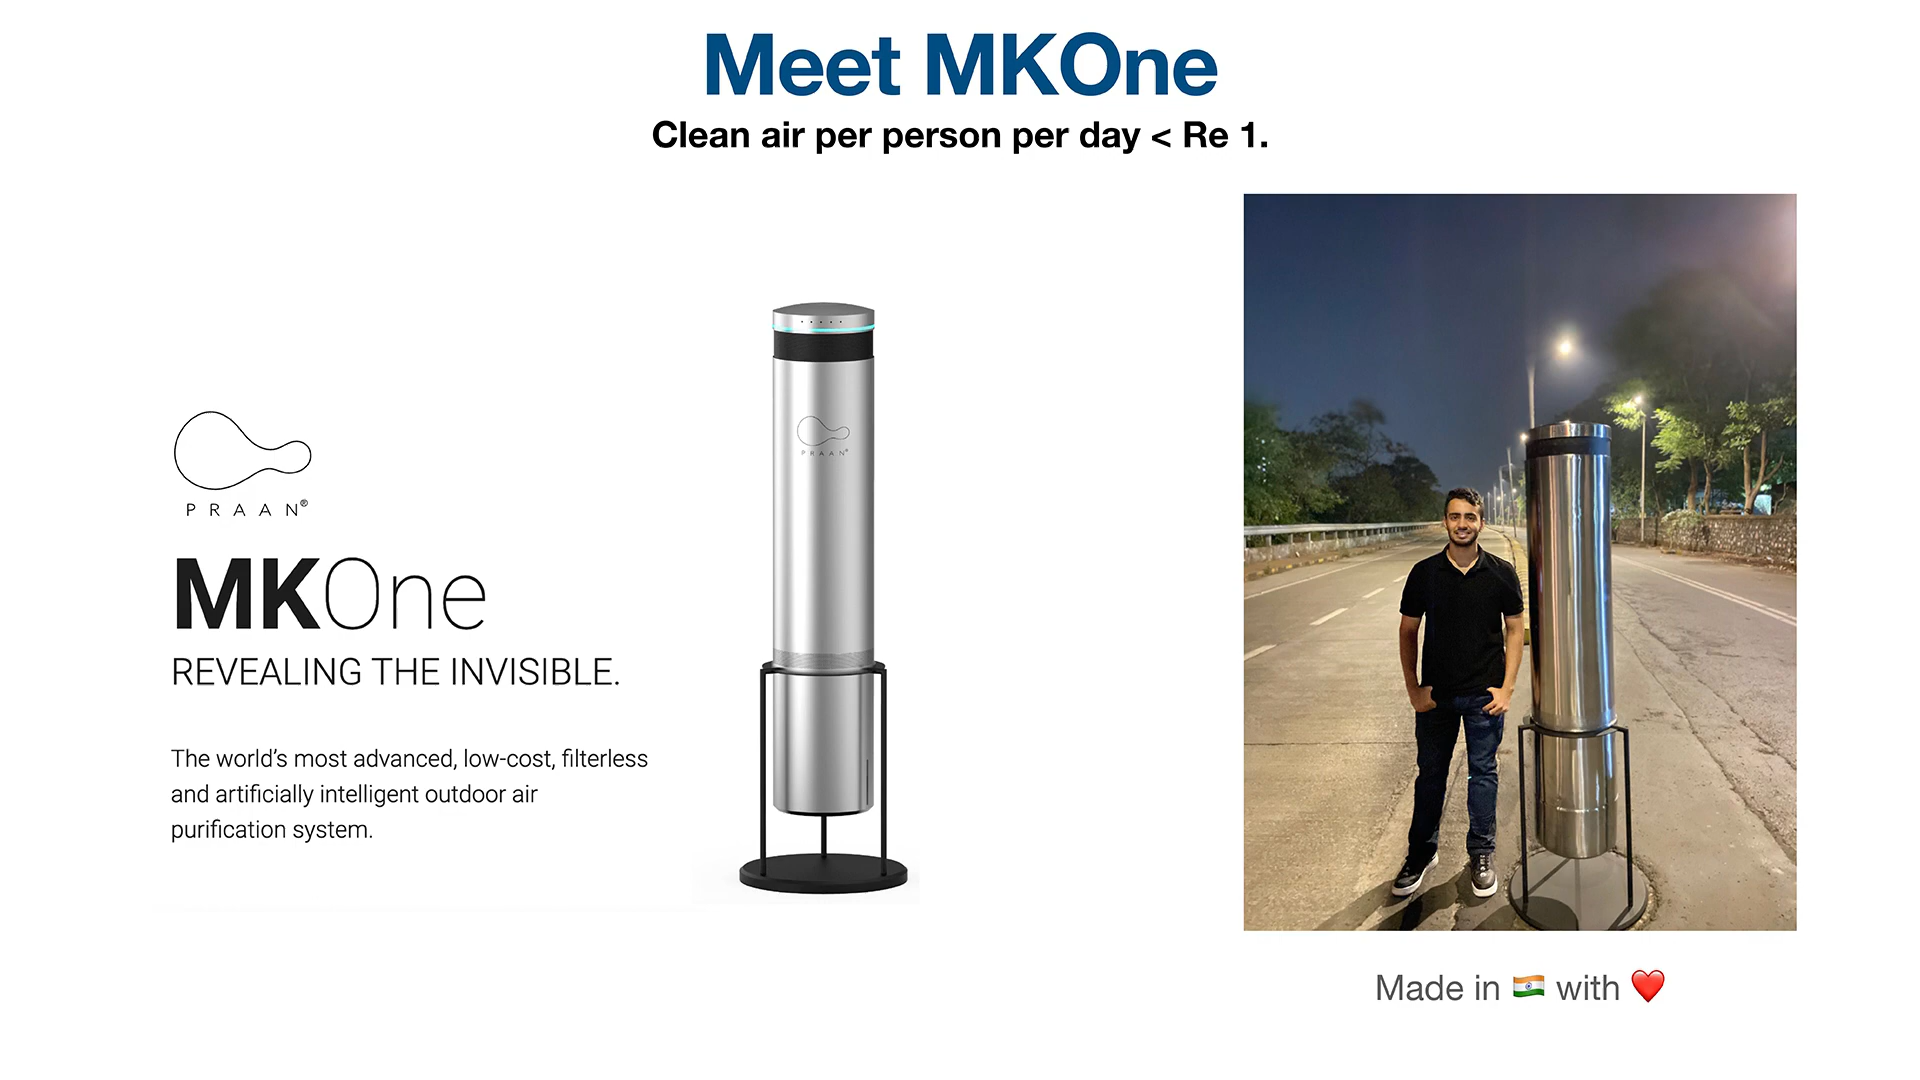 Meet MKOne
Clean air per person per day < Re 1.
PRAAN®
PRAAN®
MKOne
REVEALING THE INVISIBLE.
The world's most advanced, low-cost, filterless
and artificially intelligent outdoor air
purification system.
Made in 🇮🇳 with ❤️